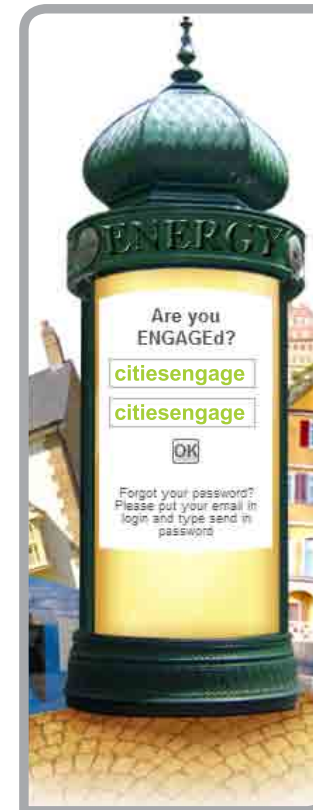 ENERGY
Are you
ENGAGEd?
citiesengage
citiesengage
OK
Forgot your password?
Please put your email in
login and type send in
password